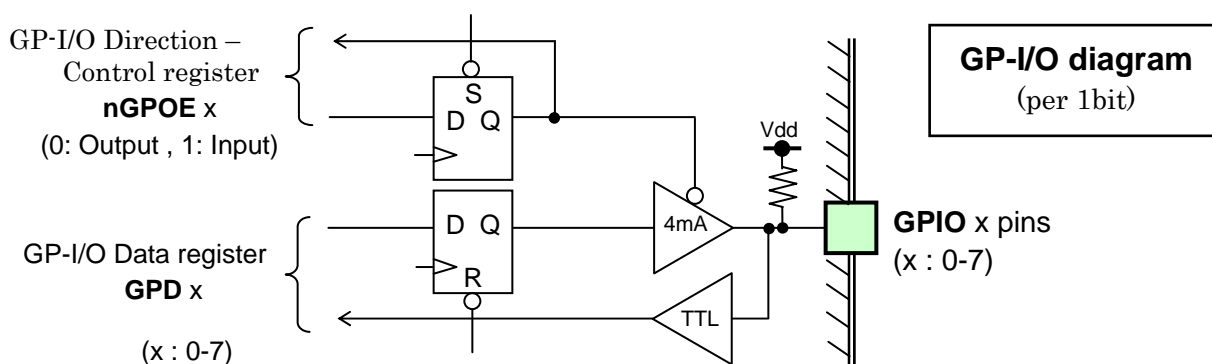 GP-I/O Direction –
Control register
nGPOE x
(0: Output , 1: Input)
S
D Q
GP-I/O diagram
(per 1bit)
Vdd
D Q
R
4mA
GPIO x pins
(x : 0-7)
GP-I/O Data register
GPD x
TTL
(x : 0-7)